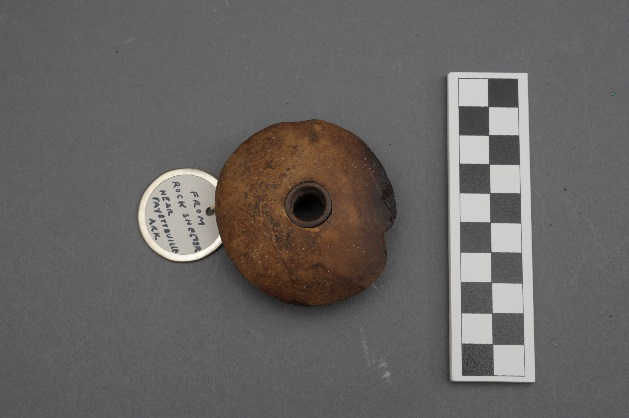 FROM
ROCK SHELTER
NEAR
FAYETTEVILLE
ARK.